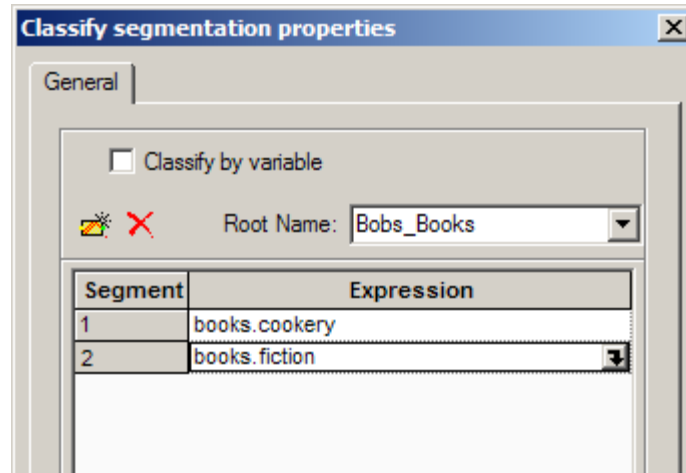 Classify segmentation properties
General
Classify by variable
Root Name: Bobs_Books
Segment Expression
1 books.cookery
2 books.fiction